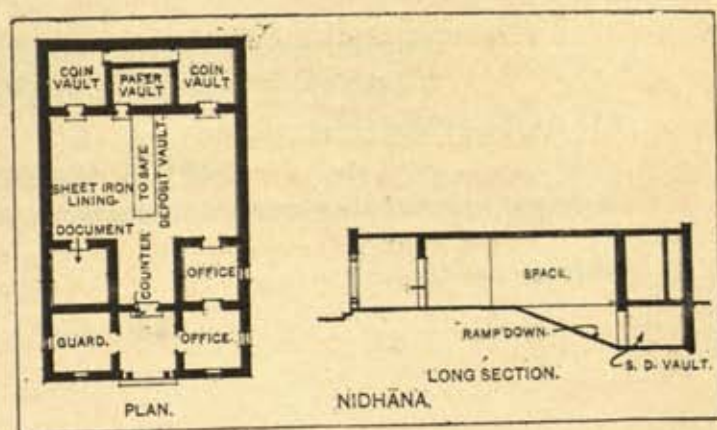 COIN
VAULT
PAPER
VAULT
COIN
VAULT
TO SAFE
DEPOSIT VAULT.
SHEET IRON
LINING-
DOCUMENT
COUNTER
OFFICE
GUARD.
OFFICE.
PLAN.
SPACE.
RAMP DOWN.
S. D. VAULT.
LONG SECTION.
NIDHĀNA.